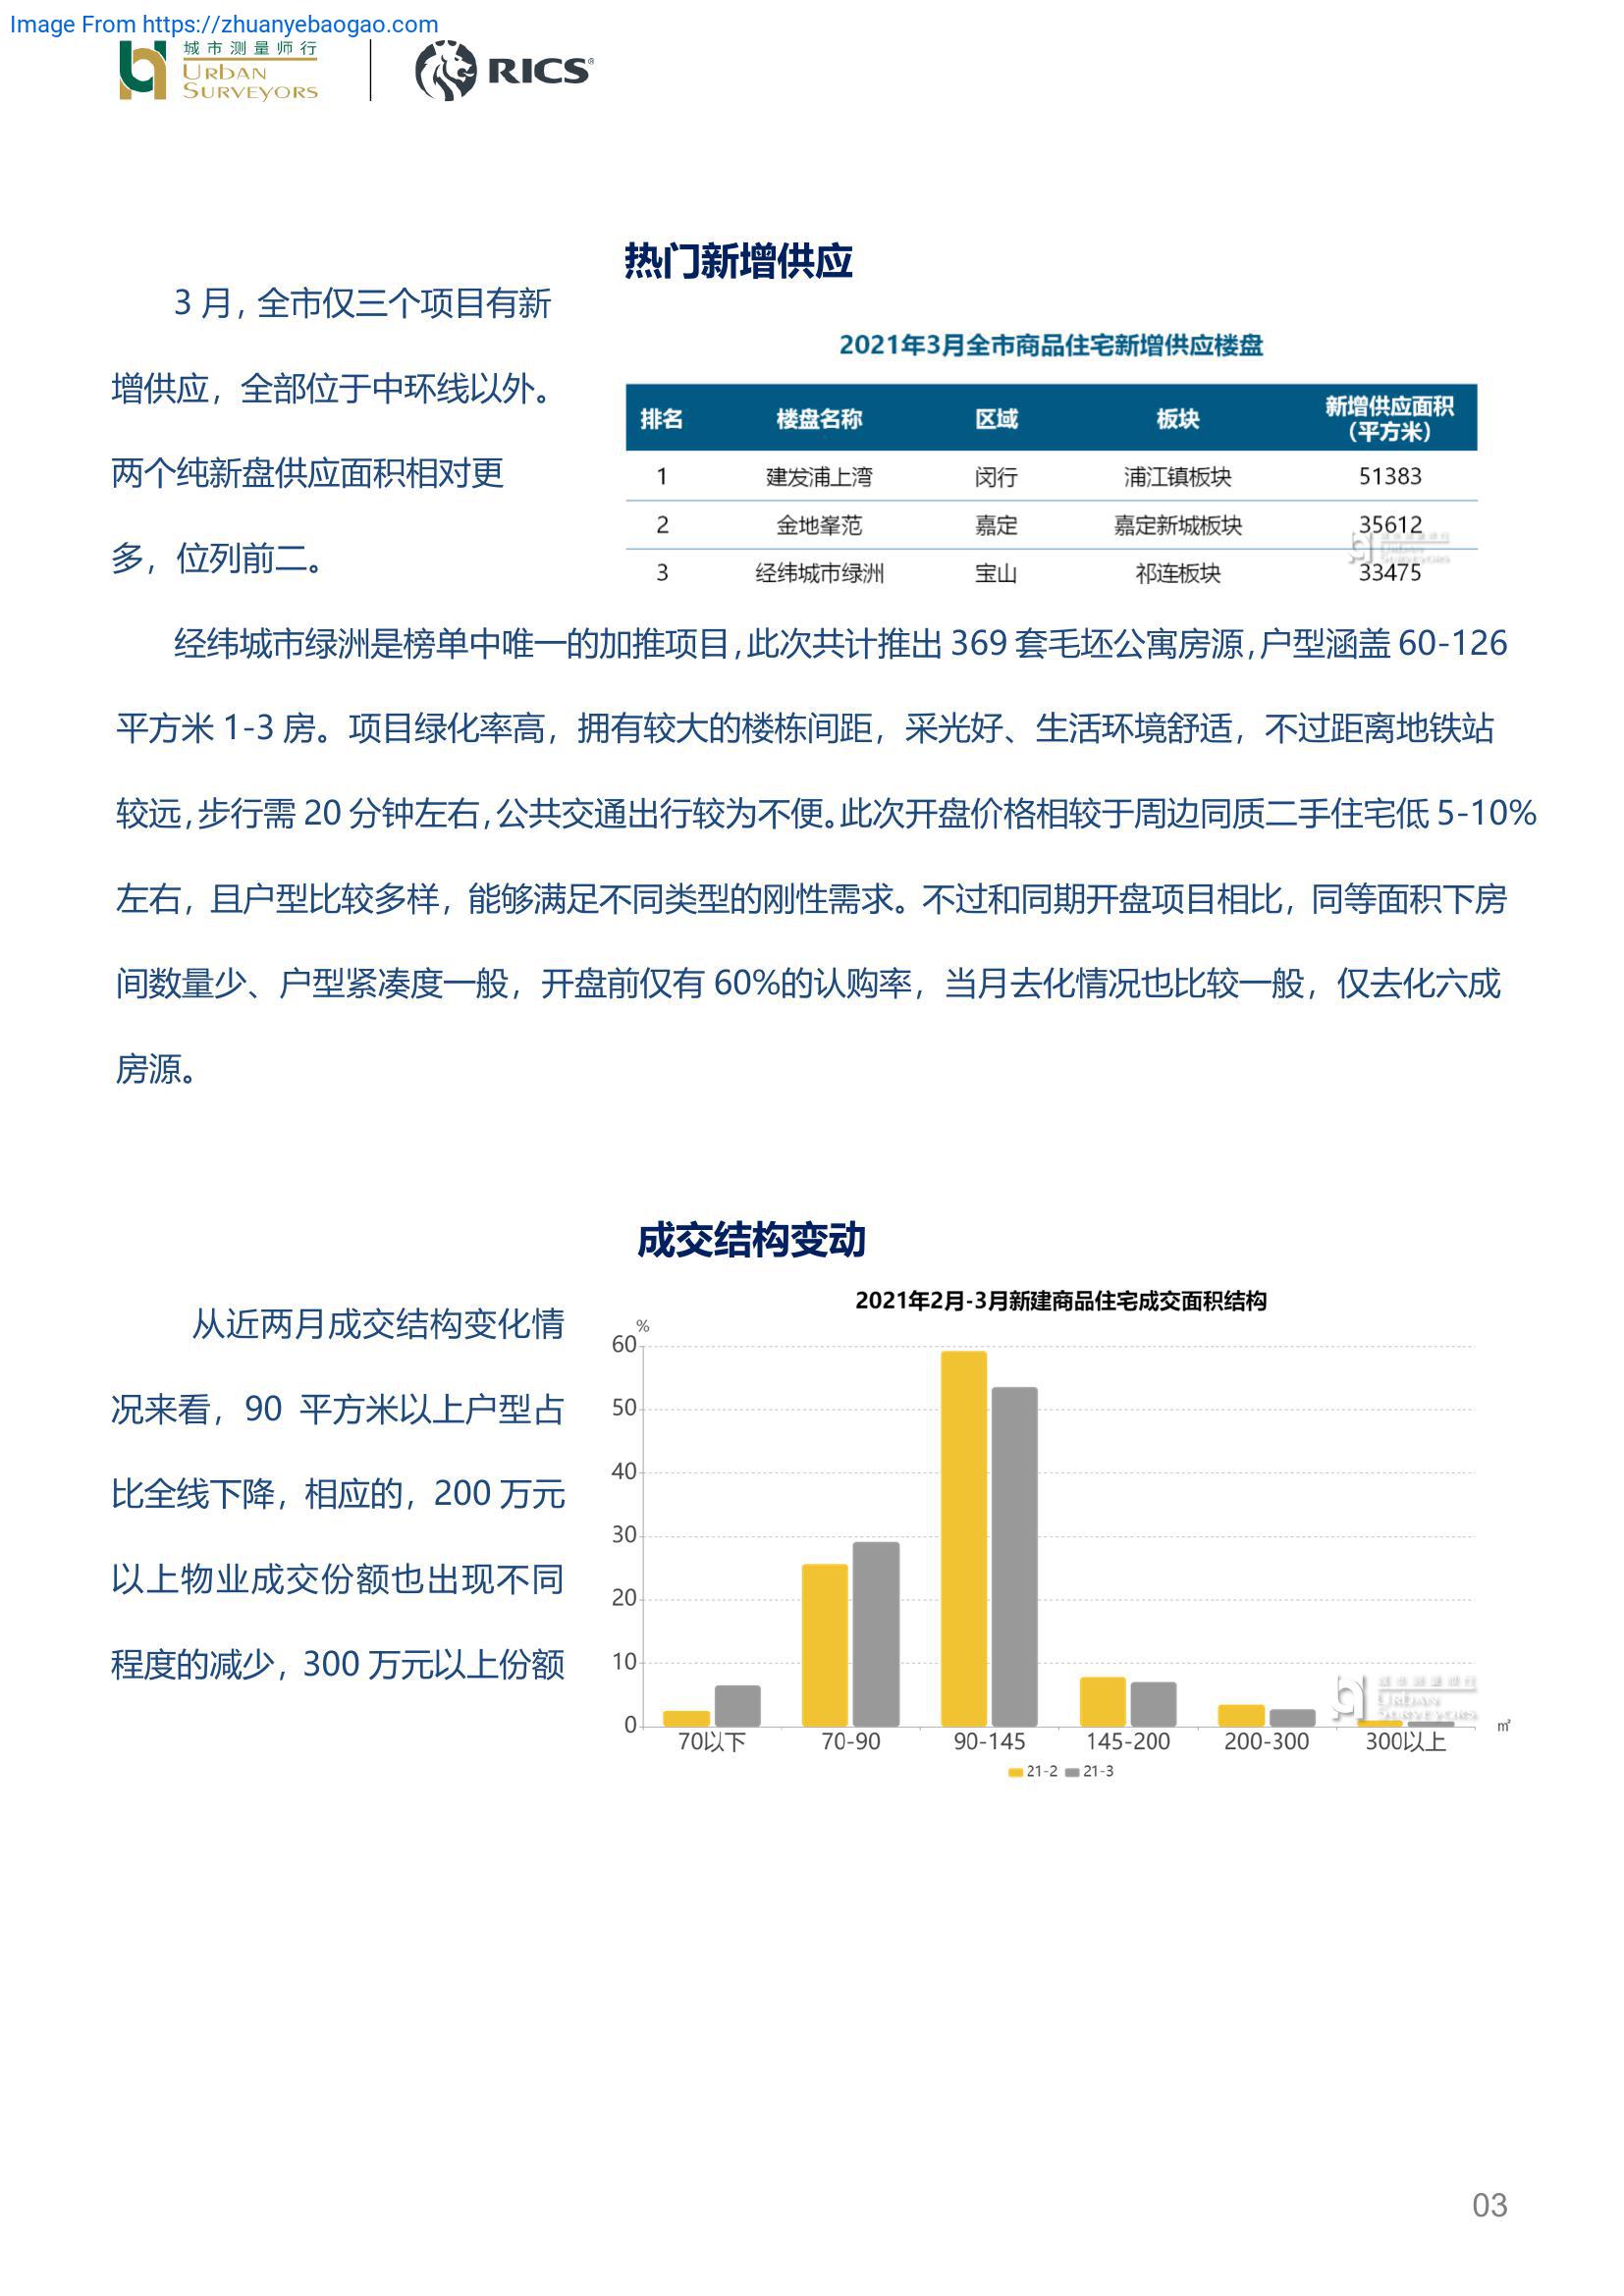 Image From https://zhuanyebaogao.com
城市测量师行
URBAN
SURVEYORS
RICS®
热门新增供应
3 月，全市仅三个项目有新
增供应，全部位于中环线以外。
两个纯新盘供应面积相对更
多，位列前二。
2021年3月全市商品住宅新增供应楼盘
排名 楼盘名称 区域 板块 新增供应面积（平方米）
1 建发浦上湾 闵行 浦江镇板块 51383
2 金地峯范 嘉定 嘉定新城板块 35612
3 经纬城市绿洲 宝山 祁连板块 33475
城市测量师行
URBAN
SURVEYORS
经纬城市绿洲是榜单中唯一的加推项目，此次共计推出 369 套毛坯公寓房源，户型涵盖 60-126
平方米 1-3 房。项目绿化率高，拥有较大的楼栋间距，采光好、生活环境舒适，不过距离地铁站
较远，步行需 20 分钟左右，公共交通出行较为不便。此次开盘价格相较于周边同质二手住宅低 5-10%
左右，且户型比较多样，能够满足不同类型的刚性需求。不过和同期开盘项目相比，同等面积下房
间数量少、户型紧凑度一般，开盘前仅有 60%的认购率，当月去化情况也比较一般，仅去化六成
房源。
成交结构变动
从近两月成交结构变化情
况来看，90 平方米以上户型占
比全线下降，相应的，200 万元
以上物业成交份额也出现不同
程度的减少，300 万元以上份额
2021年2月-3月新建商品住宅成交面积结构
%
60
50
40
30
20
10
0
70以下 70-90 90-145 145-200 200-300 300以上 ㎡
21-2 21-3
城市测量师行
URBAN
SURVEYORS
03